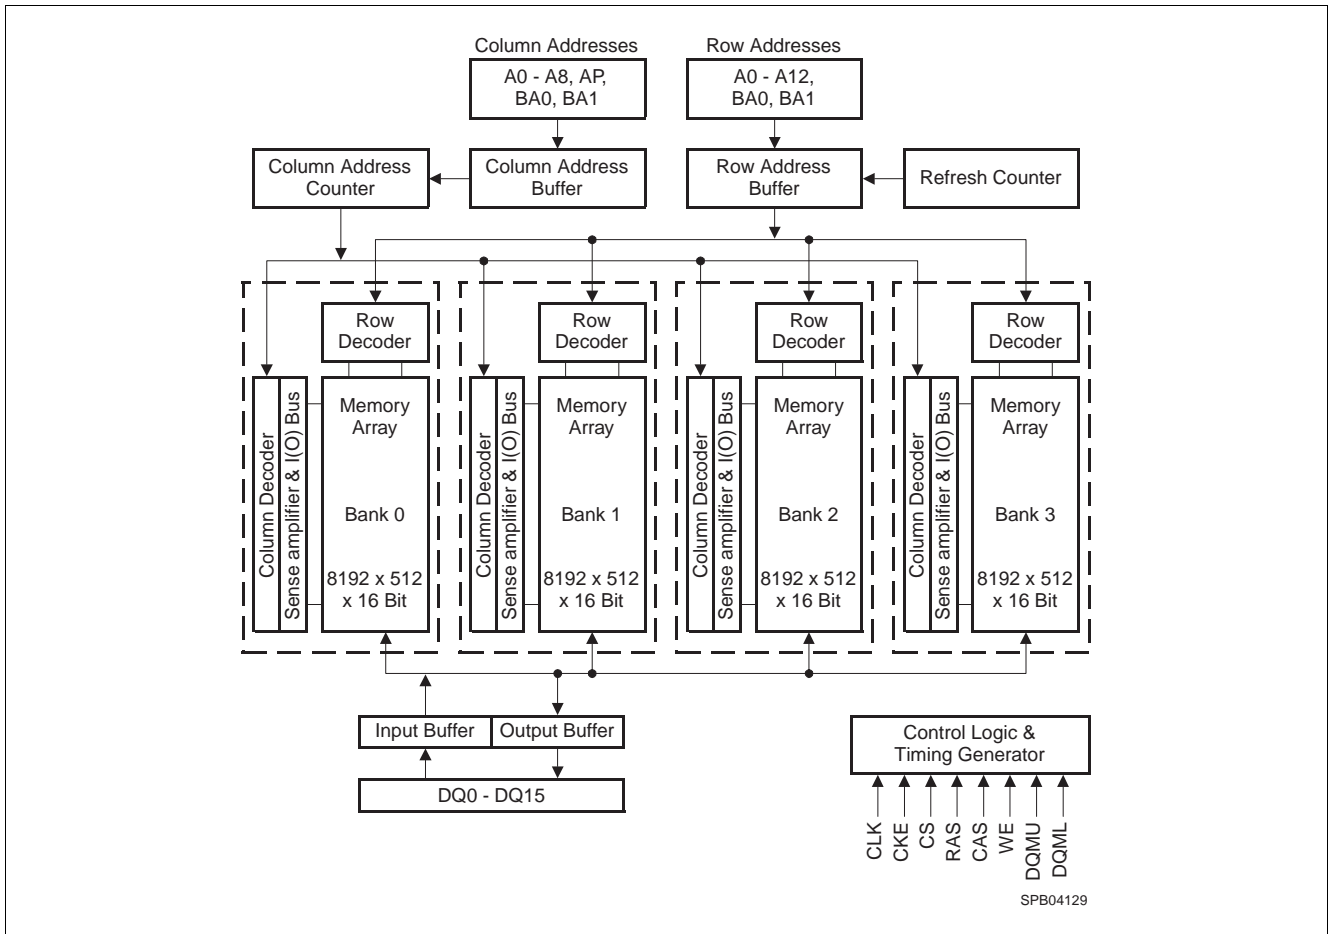 Column Addresses
Row Addresses
A0 - A8, AP,
BA0, BA1
A0 - A12,
BA0, BA1
Column Address
Counter
Column Address
Buffer
Row Address
Buffer
Refresh Counter
Row
Decoder
Row
Decoder
Row
Decoder
Row
Decoder
Column Decoder
Sense amplifier & I(O) Bus
Memory
Array
Bank 0
8192 x 512
x 16 Bit
Column Decoder
Sense amplifier & I(O) Bus
Memory
Array
Bank 1
8192 x 512
x 16 Bit
Column Decoder
Sense amplifier & I(O) Bus
Memory
Array
Bank 2
8192 x 512
x 16 Bit
Column Decoder
Sense amplifier & I(O) Bus
Memory
Array
Bank 3
8192 x 512
x 16 Bit
Input Buffer
Output Buffer
DQ0 - DQ15
Control Logic &
Timing Generator
CLK
CKE
CS
RAS
CAS
WE
DQMU
DQML
SPB04129